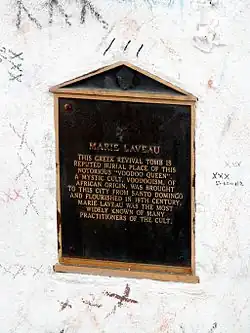 MARIE LAVEAU
THIS GREEK REVIVAL TOMB IS
REPUTED BURIAL PLACE OF THIS
NOTORIOUS "VOODOO QUEEN".
A MYSTIC CULT, VOODOOISM, OF
AFRICAN ORIGIN, WAS BROUGHT
TO THIS CITY FROM SANTO DOMINGO
AND FLOURISHED IN 19TH CENTURY.
MARIE LAVEAU WAS THE MOST
WIDELY KNOWN OF MANY
PRACTITIONERS OF THE CULT.
XXX